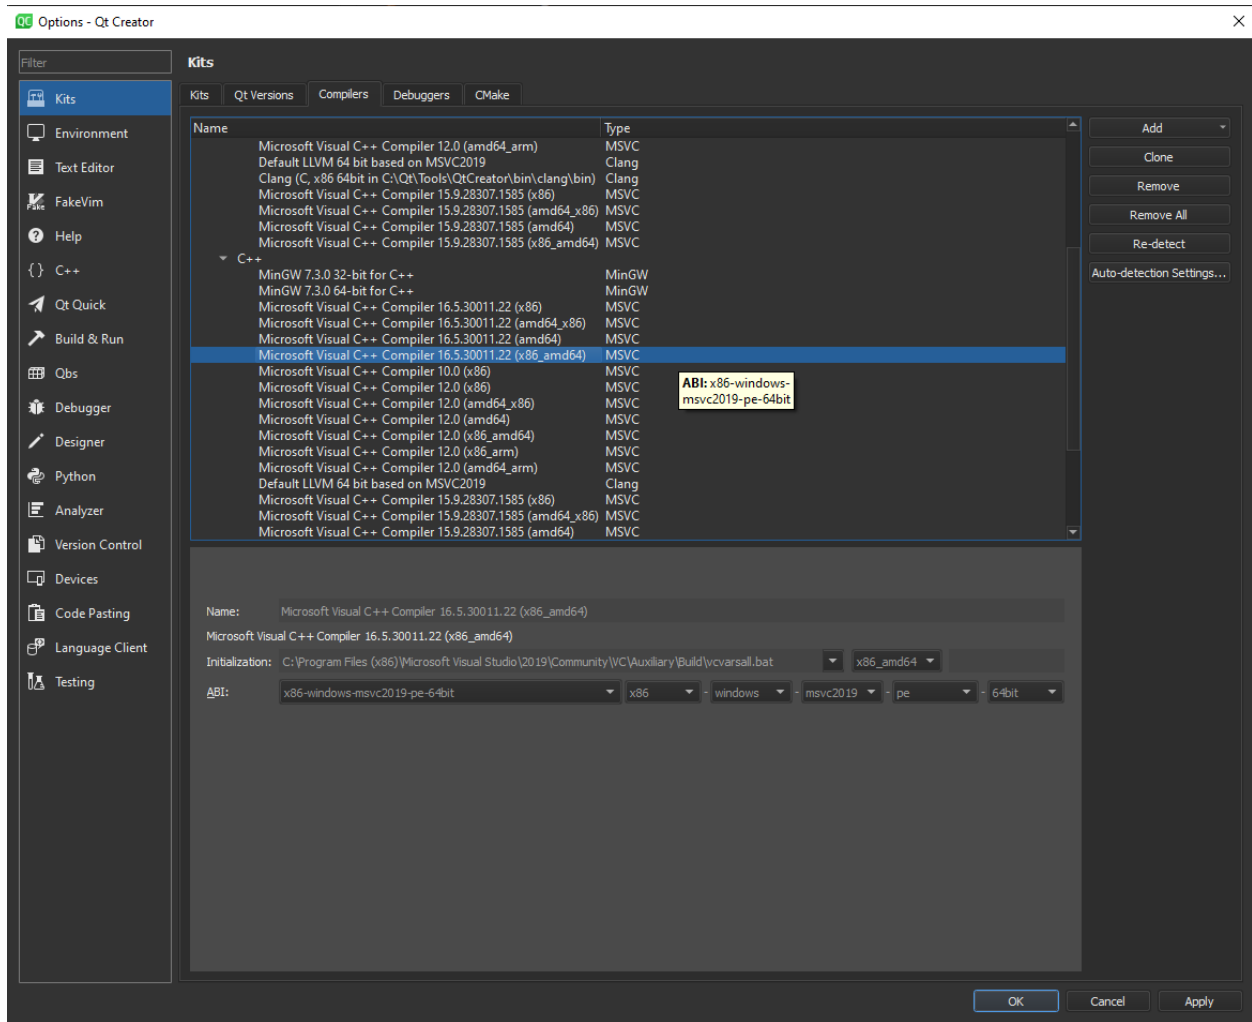 QC Options - Qt Creator
Filter
Kits
Environment
Text Editor
Fake FakeVim
Help
{} C++
Qt Quick
Build & Run
Qbs
Debugger
Designer
Python
Analyzer
Version Control
Devices
Code Pasting
Language Client
Testing
Kits
Kits Qt Versions Compilers Debuggers CMake
Name Type
Microsoft Visual C++ Compiler 12.0 (amd64_arm) MSVC
Default LLVM 64 bit based on MSVC2019 Clang
Clang (C, x86 64bit in C:\Qt\Tools\QtCreator\bin\clang\bin) Clang
Microsoft Visual C++ Compiler 15.9.28307.1585 (x86) MSVC
Microsoft Visual C++ Compiler 15.9.28307.1585 (amd64_x86) MSVC
Microsoft Visual C++ Compiler 15.9.28307.1585 (amd64) MSVC
Microsoft Visual C++ Compiler 15.9.28307.1585 (x86_amd64) MSVC
C++
MinGW 7.3.0 32-bit for C++ MinGW
MinGW 7.3.0 64-bit for C++ MinGW
Microsoft Visual C++ Compiler 16.5.30011.22 (x86) MSVC
Microsoft Visual C++ Compiler 16.5.30011.22 (amd64_x86) MSVC
Microsoft Visual C++ Compiler 16.5.30011.22 (amd64) MSVC
Microsoft Visual C++ Compiler 16.5.30011.22 (x86_amd64) MSVC
Microsoft Visual C++ Compiler 10.0 (x86) MSVC
Microsoft Visual C++ Compiler 12.0 (x86) MSVC
Microsoft Visual C++ Compiler 12.0 (amd64_x86) MSVC
Microsoft Visual C++ Compiler 12.0 (amd64) MSVC
Microsoft Visual C++ Compiler 12.0 (x86_amd64) MSVC
Microsoft Visual C++ Compiler 12.0 (x86_arm) MSVC
Microsoft Visual C++ Compiler 12.0 (amd64_arm) MSVC
Default LLVM 64 bit based on MSVC2019 Clang
Microsoft Visual C++ Compiler 15.9.28307.1585 (x86) MSVC
Microsoft Visual C++ Compiler 15.9.28307.1585 (amd64_x86) MSVC
Microsoft Visual C++ Compiler 15.9.28307.1585 (amd64) MSVC
ABI: x86-windows-
msvc2019-pe-64bit
Add
Clone
Remove
Remove All
Re-detect
Auto-detection Settings...
Name: Microsoft Visual C++ Compiler 16.5.30011.22 (x86_amd64)
Microsoft Visual C++ Compiler 16.5.30011.22 (x86_amd64)
Initialization: C:\Program Files (x86)\Microsoft Visual Studio\2019\Community\VC\Auxiliary\Build\vcvarsall.bat x86_amd64
ABI: x86-windows-msvc2019-pe-64bit x86 - windows - msvc2019 - pe - 64bit
OK Cancel Apply